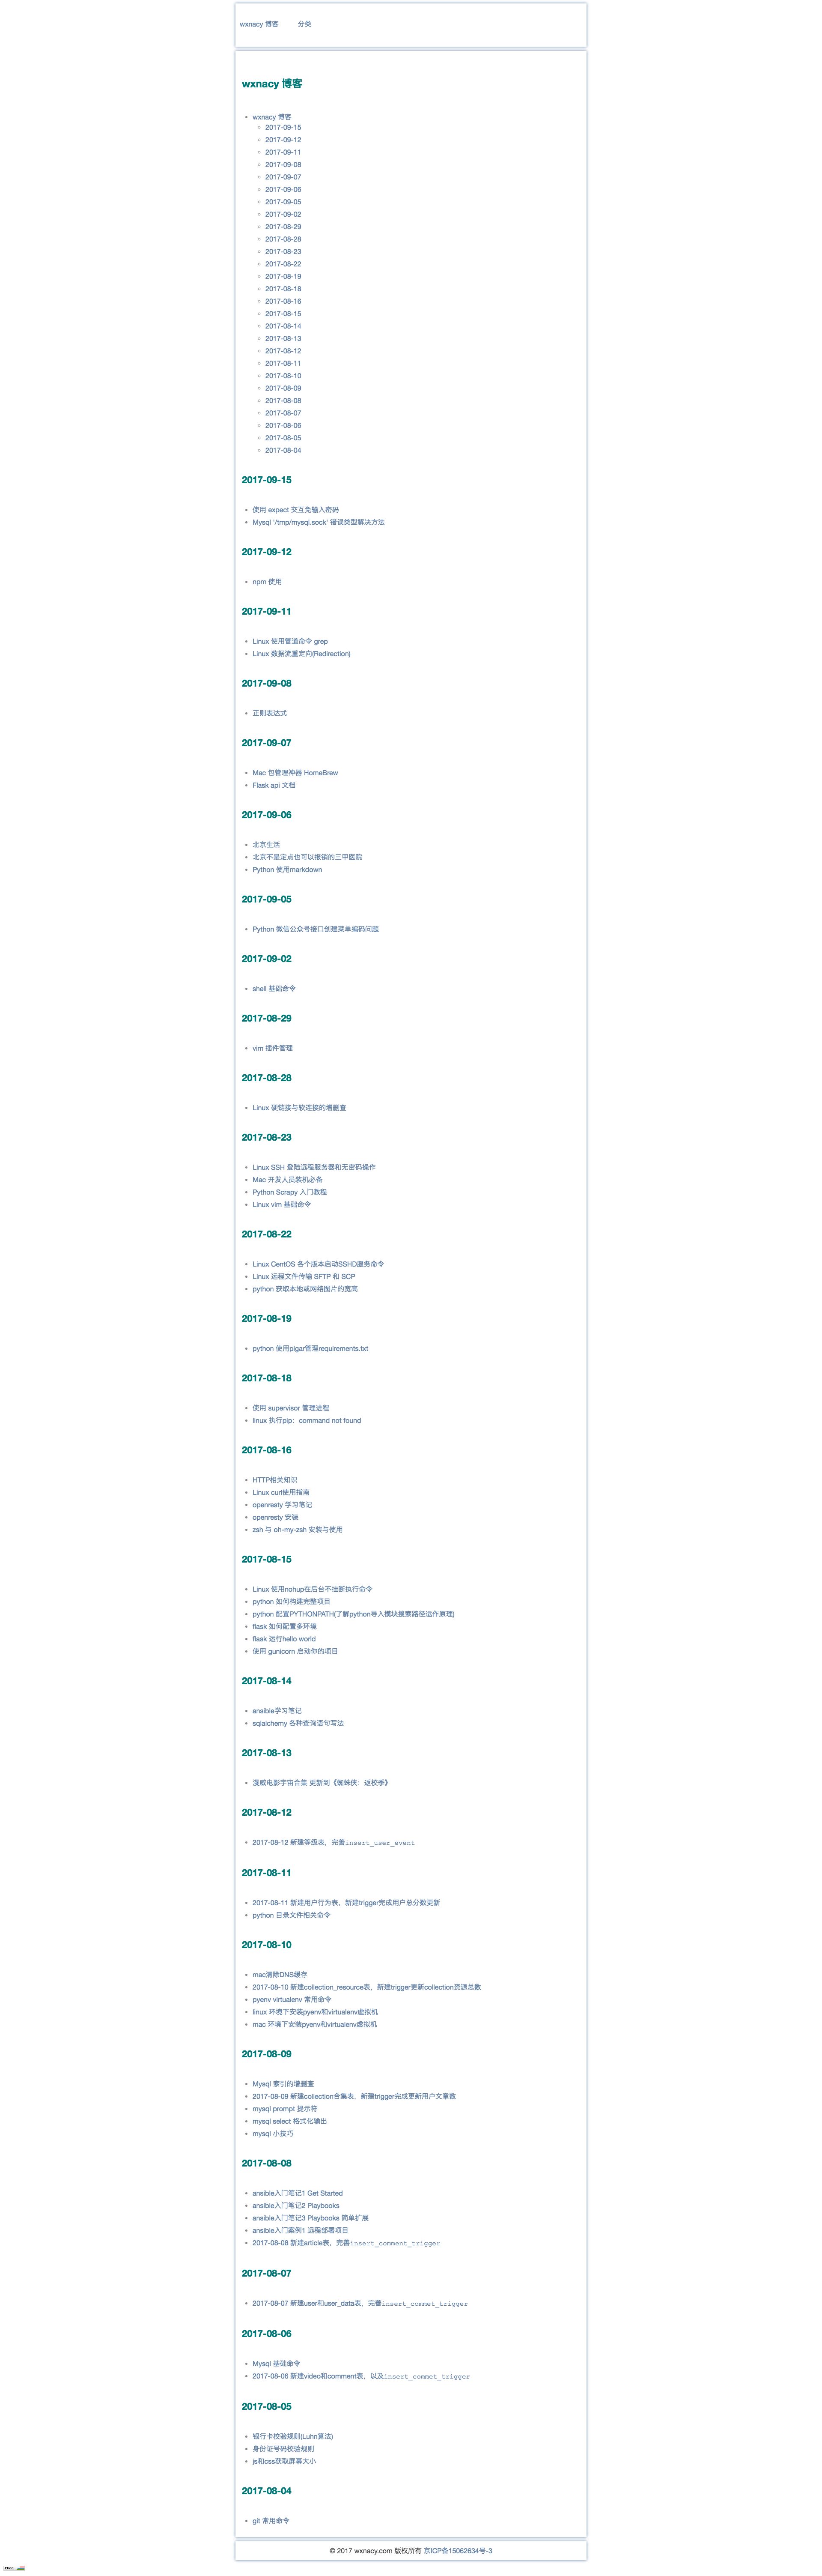 wxnacy 博客 分类
wxnacy 博客
wxnacy 博客
2017-09-15
2017-09-12
2017-09-11
2017-09-08
2017-09-07
2017-09-06
2017-09-05
2017-09-02
2017-08-29
2017-08-28
2017-08-23
2017-08-22
2017-08-19
2017-08-18
2017-08-16
2017-08-15
2017-08-14
2017-08-13
2017-08-12
2017-08-11
2017-08-10
2017-08-09
2017-08-08
2017-08-07
2017-08-06
2017-08-05
2017-08-04
2017-09-15
使用 expect 交互免输入密码
Mysql '/tmp/mysql.sock' 错误类型解决方法
2017-09-12
npm 使用
2017-09-11
Linux 使用管道命令 grep
Linux 数据流重定向(Redirection)
2017-09-08
正则表达式
2017-09-07
Mac 包管理神器 HomeBrew
Flask api 文档
2017-09-06
北京生活
北京不是定点也可以报销的三甲医院
Python 使用markdown
2017-09-05
Python 微信公众号接口创建菜单编码问题
2017-09-02
shell 基础命令
2017-08-29
vim 插件管理
2017-08-28
Linux 硬链接与软连接的增删查
2017-08-23
Linux SSH 登陆远程服务器和无密码操作
Mac 开发人员装机必备
Python Scrapy 入门教程
Linux vim 基础命令
2017-08-22
Linux CentOS 各个版本启动SSHD服务命令
Linux 远程文件传输 SFTP 和 SCP
python 获取本地或网络图片的宽高
2017-08-19
python 使用pigar管理requirements.txt
2017-08-18
使用 supervisor 管理进程
linux 执行pip：command not found
2017-08-16
HTTP相关知识
Linux curl使用指南
openresty 学习笔记
openresty 安装
zsh 与 oh-my-zsh 安装与使用
2017-08-15
Linux 使用nohup在后台不挂断执行命令
python 如何构建完整项目
python 配置PYTHONPATH(了解python导入模块搜索路径运作原理)
flask 如何配置多环境
flask 运行hello world
使用 gunicorn 启动你的项目
2017-08-14
ansible学习笔记
sqlalchemy 各种查询语句写法
2017-08-13
漫威电影宇宙合集 更新到《蜘蛛侠：返校季》
2017-08-12
2017-08-12 新建等级表，完善insert_user_event
2017-08-11
2017-08-11 新建用户行为表，新建trigger完成用户总分数更新
python 目录文件相关命令
2017-08-10
mac清除DNS缓存
2017-08-10 新建collection_resource表，新建trigger更新collection资源总数
pyenv virtualenv 常用命令
linux 环境下安装pyenv和virtualenv虚拟机
mac 环境下安装pyenv和virtualenv虚拟机
2017-08-09
Mysql 索引的增删查
2017-08-09 新建collection合集表，新建trigger完成更新用户文章数
mysql prompt 提示符
mysql select 格式化输出
mysql 小技巧
2017-08-08
ansible入门笔记1 Get Started
ansible入门笔记2 Playbooks
ansible入门笔记3 Playbooks 简单扩展
ansible入门案例1 远程部署项目
2017-08-08 新建article表，完善insert_comment_trigger
2017-08-07
2017-08-07 新建user和user_data表，完善insert_commet_trigger
2017-08-06
Mysql 基础命令
2017-08-06 新建video和comment表，以及insert_commet_trigger
2017-08-05
银行卡校验规则(Luhn算法)
身份证号码校验规则
js和css获取屏幕大小
2017-08-04
git 常用命令
© 2017 wxnacy.com 版权所有 京ICP备15062634号-3